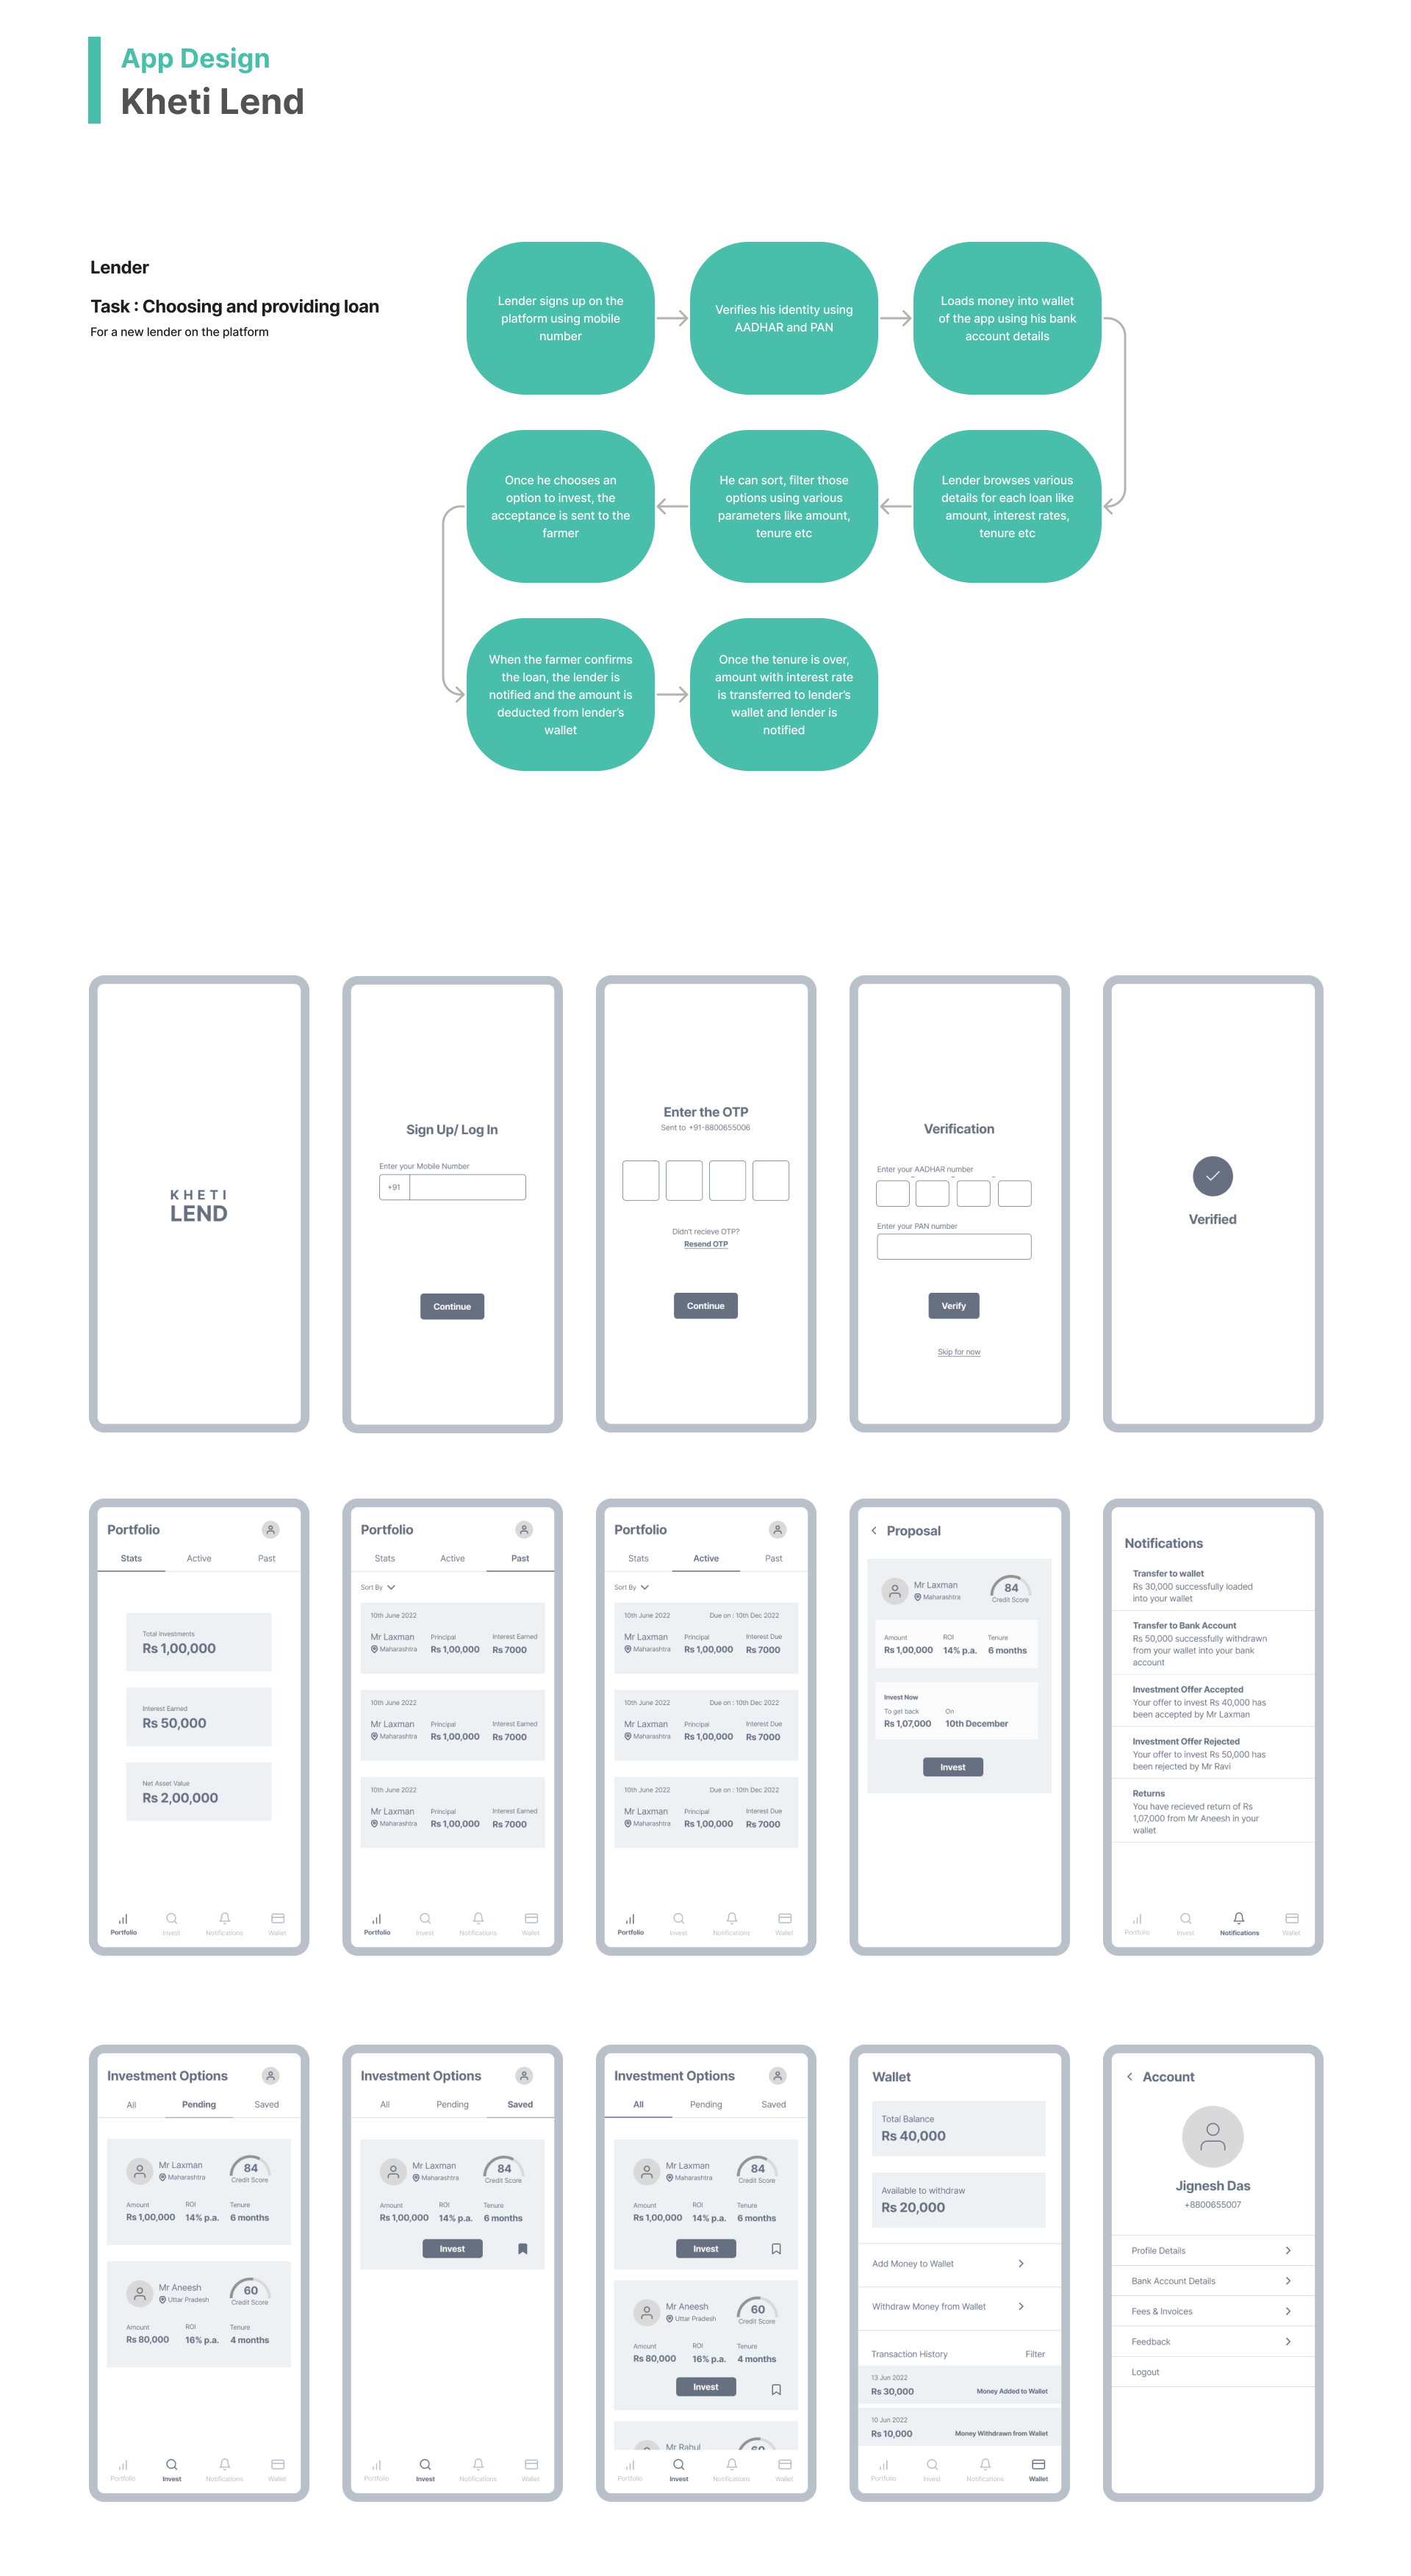 App Design
Kheti Lend
Lender
Task : Choosing and providing loan
For a new lender on the platform
Lender signs up on the
platform using mobile
number
Verifies his identity using
AADHAR and PAN
Loads money into wallet
of the app using his bank
account details
Once he chooses an
option to invest, the
acceptance is sent to the
farmer
He can sort, filter those
options using various
parameters like amount,
tenure etc
Lender browses various
details for each loan like
amount, interest rates,
tenure etc
When the farmer confirms
the loan, the lender is
notified and the amount is
deducted from lender's
wallet
Once the tenure is over,
amount with interest rate
is transferred to lender's
wallet and lender is
notified
KHETI
LEND
Sign Up/ Log In
Enter your Mobile Number
+91
Continue
Enter the OTP
Sent to +91-8800655006
Didn't recieve OTP?
Resend OTP
Continue
Verification
Enter your AADHAR number
Enter your PAN number
Verify
Skip for now
Verified
Portfolio
Stats Active Past
Total Investments
Rs 1,00,000
Interest Earned
Rs 50,000
Net Asset Value
Rs 2,00,000
Portfolio Invest Notifications Wallet
Portfolio
Stats Active Past
Sort By
10th June 2022
Mr Laxman Principal Interest Earned
Maharashtra Rs 1,00,000 Rs 7000
10th June 2022
Mr Laxman Principal Interest Earned
Maharashtra Rs 1,00,000 Rs 7000
10th June 2022
Mr Laxman Principal Interest Earned
Maharashtra Rs 1,00,000 Rs 7000
Portfolio Invest Notifications Wallet
Portfolio
Stats Active Past
Sort By
10th June 2022 Due on : 10th Dec 2022
Mr Laxman Principal Interest Due
Maharashtra Rs 1,00,000 Rs 7000
10th June 2022 Due on : 10th Dec 2022
Mr Laxman Principal Interest Due
Maharashtra Rs 1,00,000 Rs 7000
10th June 2022 Due on : 10th Dec 2022
Mr Laxman Principal Interest Due
Maharashtra Rs 1,00,000 Rs 7000
Portfolio Invest Notifications Wallet
Proposal
Mr Laxman 84
Maharashtra Credit Score
Amount ROI Tenure
Rs 1,00,000 14% p.a. 6 months
Invest Now
To get back On
Rs 1,07,000 10th December
Invest
Notifications
Transfer to wallet
Rs 30,000 successfully loaded
into your wallet
Transfer to Bank Account
Rs 50,000 successfully withdrawn
from your wallet into your bank
account
Investment Offer Accepted
Your offer to invest Rs 40,000 has
been accepted by Mr Laxman
Investment Offer Rejected
Your offer to invest Rs 50,000 has
been rejected by Mr Ravi
Returns
You have recieved return of Rs
1,07,000 from Mr Aneesh in your
wallet
Portfolio Invest Notifications Wallet
Investment Options
All Pending Saved
Mr Laxman 84
Maharashtra Credit Score
Amount ROI Tenure
Rs 1,00,000 14% p.a. 6 months
Mr Aneesh 60
Uttar Pradesh Credit Score
Amount ROI Tenure
Rs 80,000 16% p.a. 4 months
Portfolio Invest Notifications Wallet
Investment Options
All Pending Saved
Mr Laxman 84
Maharashtra Credit Score
Amount ROI Tenure
Rs 1,00,000 14% p.a. 6 months
Invest
Portfolio Invest Notifications Wallet
Investment Options
All Pending Saved
Mr Laxman 84
Maharashtra Credit Score
Amount ROI Tenure
Rs 1,00,000 14% p.a. 6 months
Invest
Mr Aneesh 60
Uttar Pradesh Credit Score
Amount ROI Tenure
Rs 80,000 16% p.a. 4 months
Invest
Mr Rahul
Portfolio Invest Notifications Wallet
Wallet
Total Balance
Rs 40,000
Available to withdraw
Rs 20,000
Add Money to Wallet
Withdraw Money from Wallet
Transaction History Filter
13 Jun 2022
Rs 30,000 Money Added to Wallet
10 Jun 2022
Rs 10,000 Money Withdrawn from Wallet
Portfolio Invest Notifications Wallet
Account
Jignesh Das
+8800655007
Profile Details
Bank Account Details
Fees & Invoices
Feedback
Logout